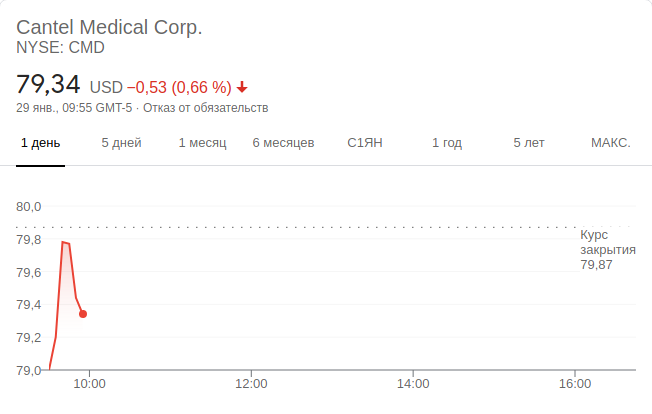 Cantel Medical Corp.
NYSE: CMD
79,34 USD −0,53 (0,66 %)
29 янв., 09:55 GMT-5 · Отказ от обязательств
1 день 5 дней 1 месяц 6 месяцев С1ЯН 1 год 5 лет МАКС.
80,0
79,8
79,6
79,4
79,2
79,0
Курс
закрытия
79,87
10:00 12:00 14:00 16:00